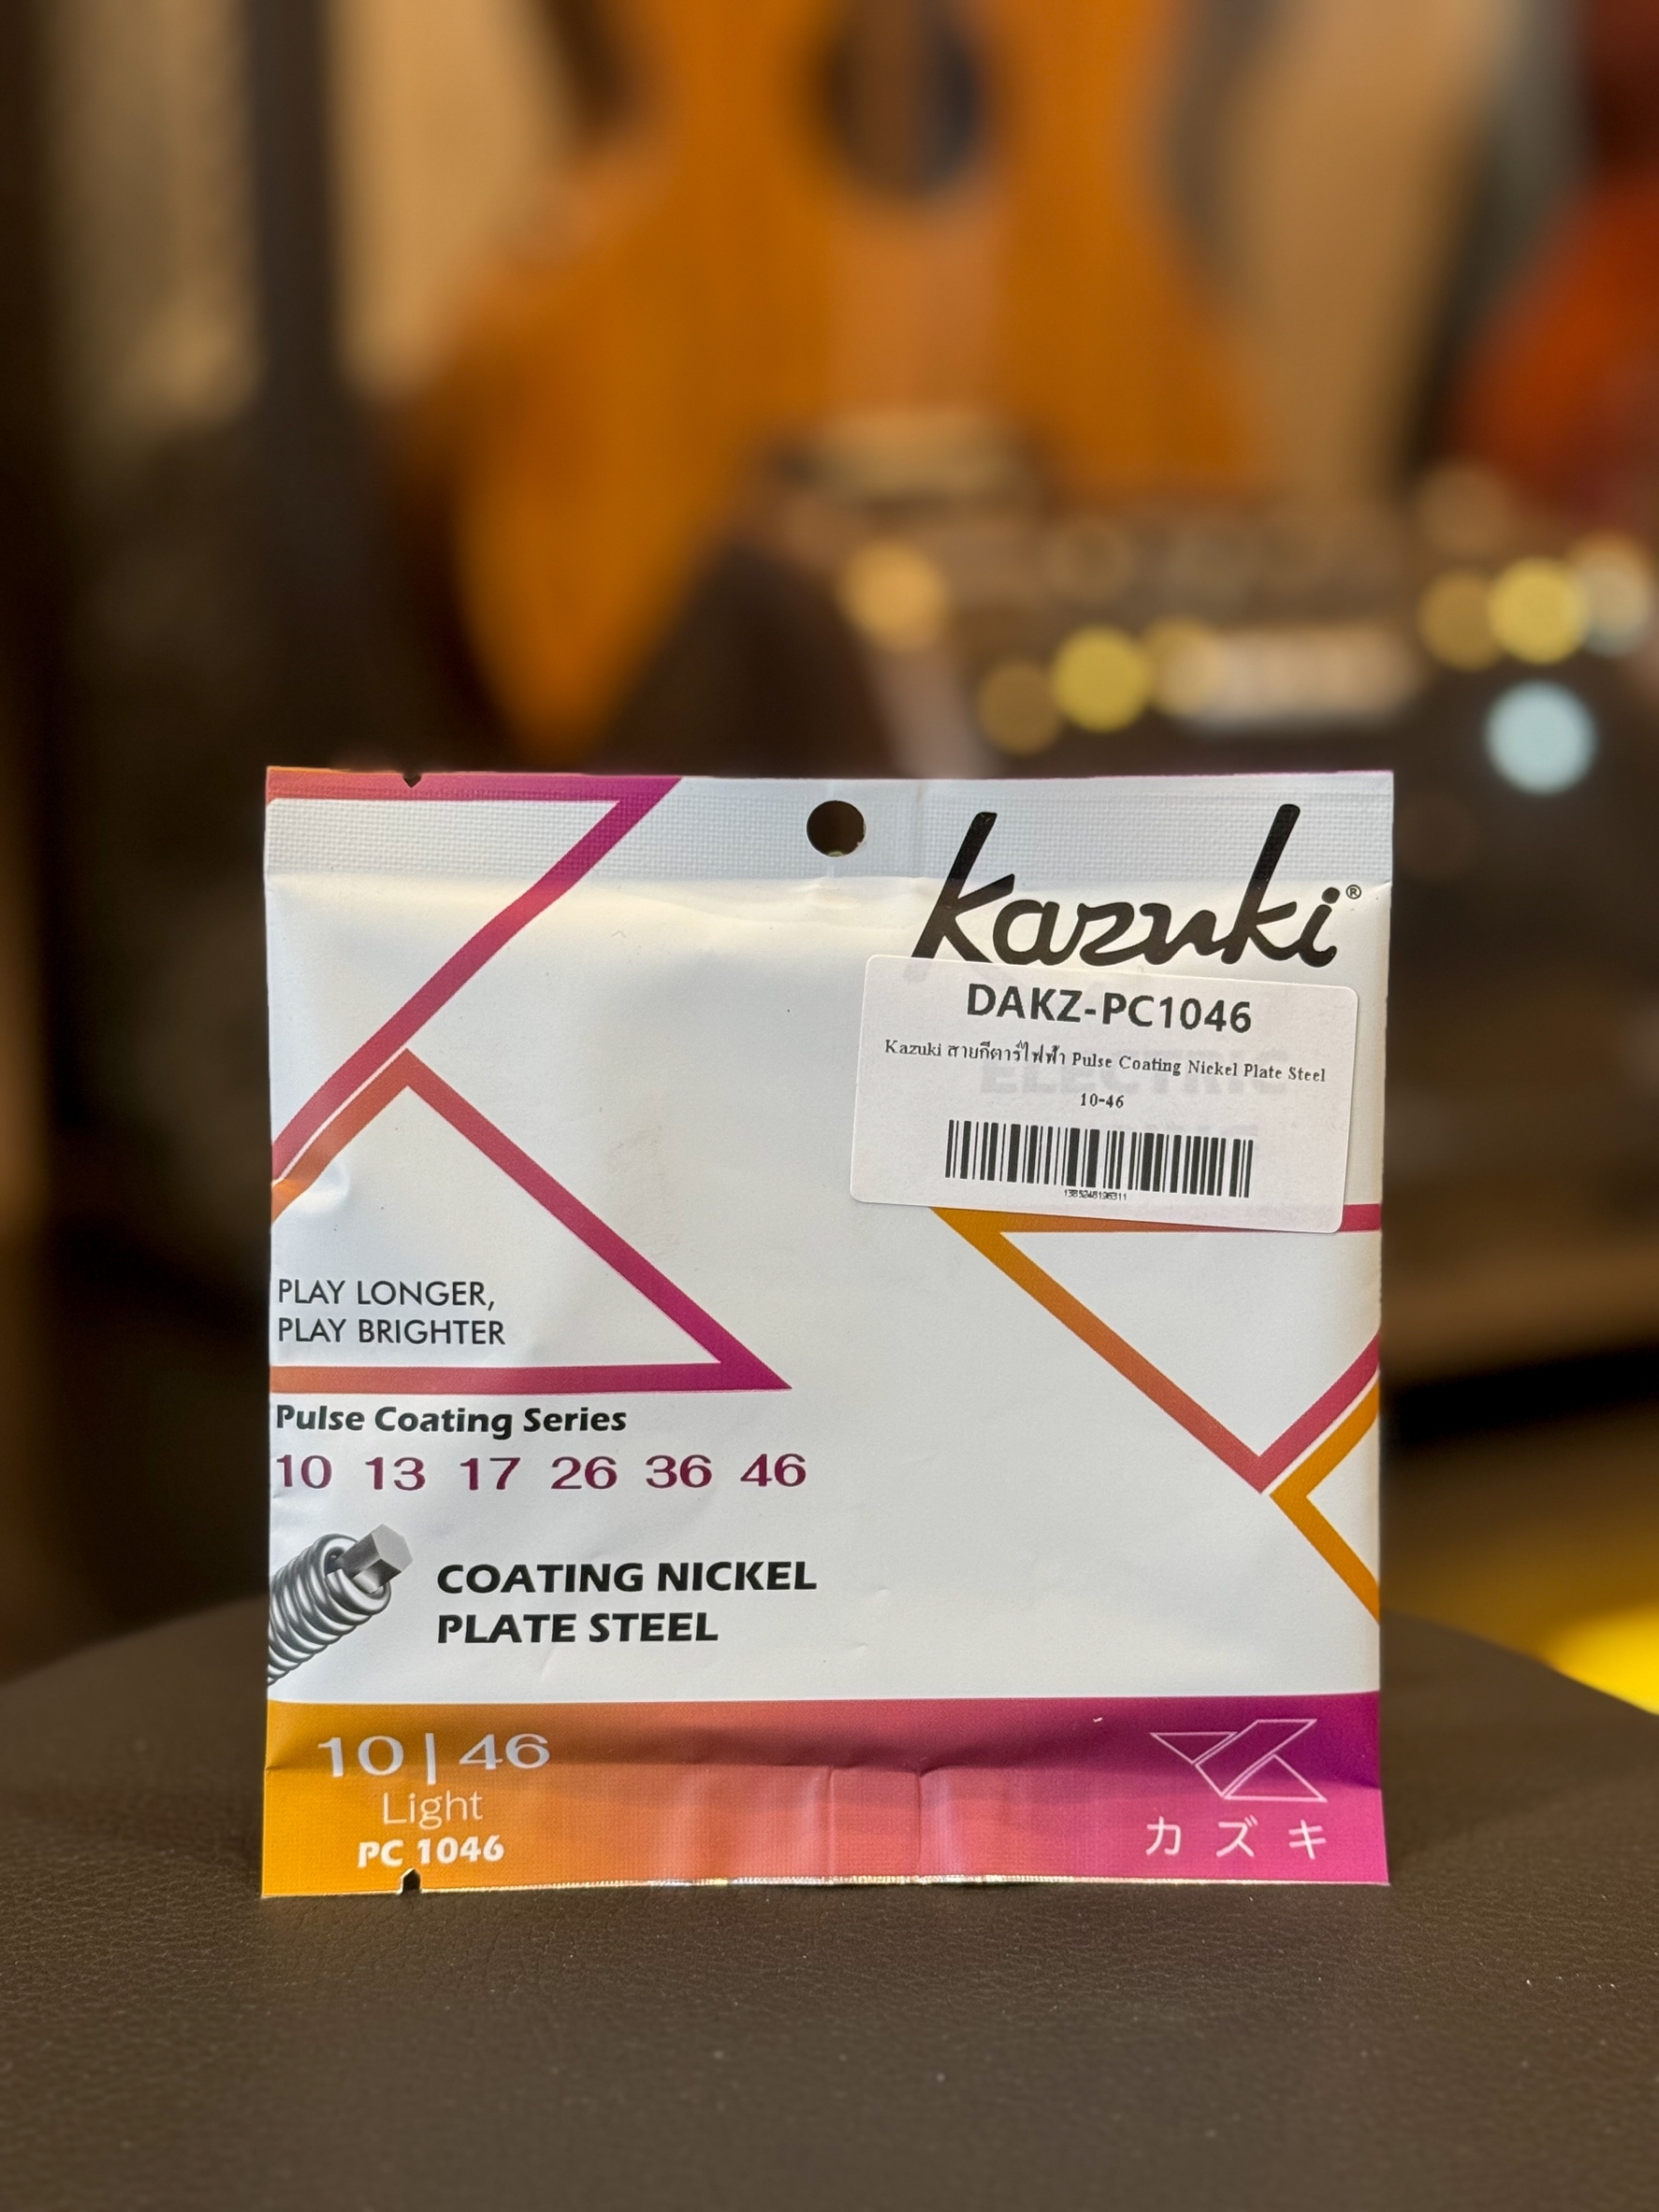 Kazuki®
DAKZ-PC1046
Kazuki สายกีตาร์ไฟฟ้า Pulse Coating Nickel Plate Steel
10-46
ELECTRIC
PLAY LONGER,
PLAY BRIGHTER
Pulse Coating Series
10 13 17 26 36 46
COATING NICKEL
PLATE STEEL
10|46
Light
PC 1046
カズキ